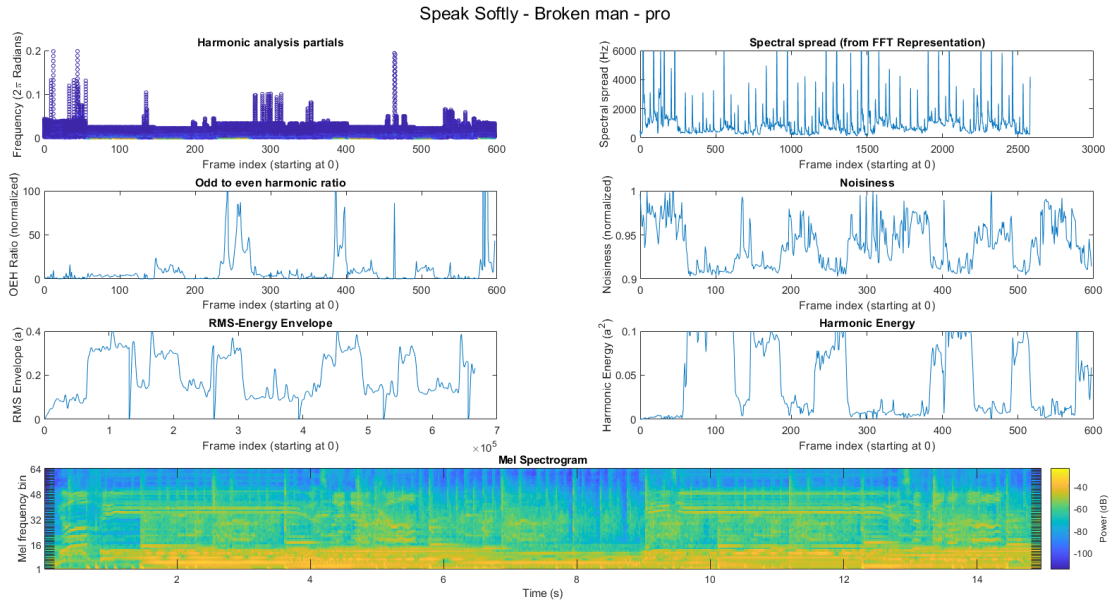 Speak Softly - Broken man - pro
Harmonic analysis partials
Frequency (2π Radians)
0.2
0.1
0
0 100 200 300 400 500 600
Frame index (starting at 0)
Spectral spread (from FFT Representation)
Spectral spread (Hz)
6000
4000
2000
0
0 500 1000 1500 2000 2500 3000
Frame index (starting at 0)
Odd to even harmonic ratio
OEH Ratio (normalized)
100
50
0
0 100 200 300 400 500 600
Frame index (starting at 0)
Noisiness
Noisiness (normalized)
1
0.95
0.9
0 100 200 300 400 500 600
Frame index (starting at 0)
RMS-Energy Envelope
RMS Envelope (a)
0.4
0.2
0
0 1 2 3 4 5 6 7
Frame index (starting at 0)
×10⁵
Harmonic Energy
Harmonic Energy (a²)
0.1
0.05
0
0 100 200 300 400 500 600
Frame index (starting at 0)
Mel Spectrogram
Mel frequency bin
64
48
32
16
1
2 4 6 8 10 12 14
Time (s)
-40
-60
-80
-100
Power (dB)